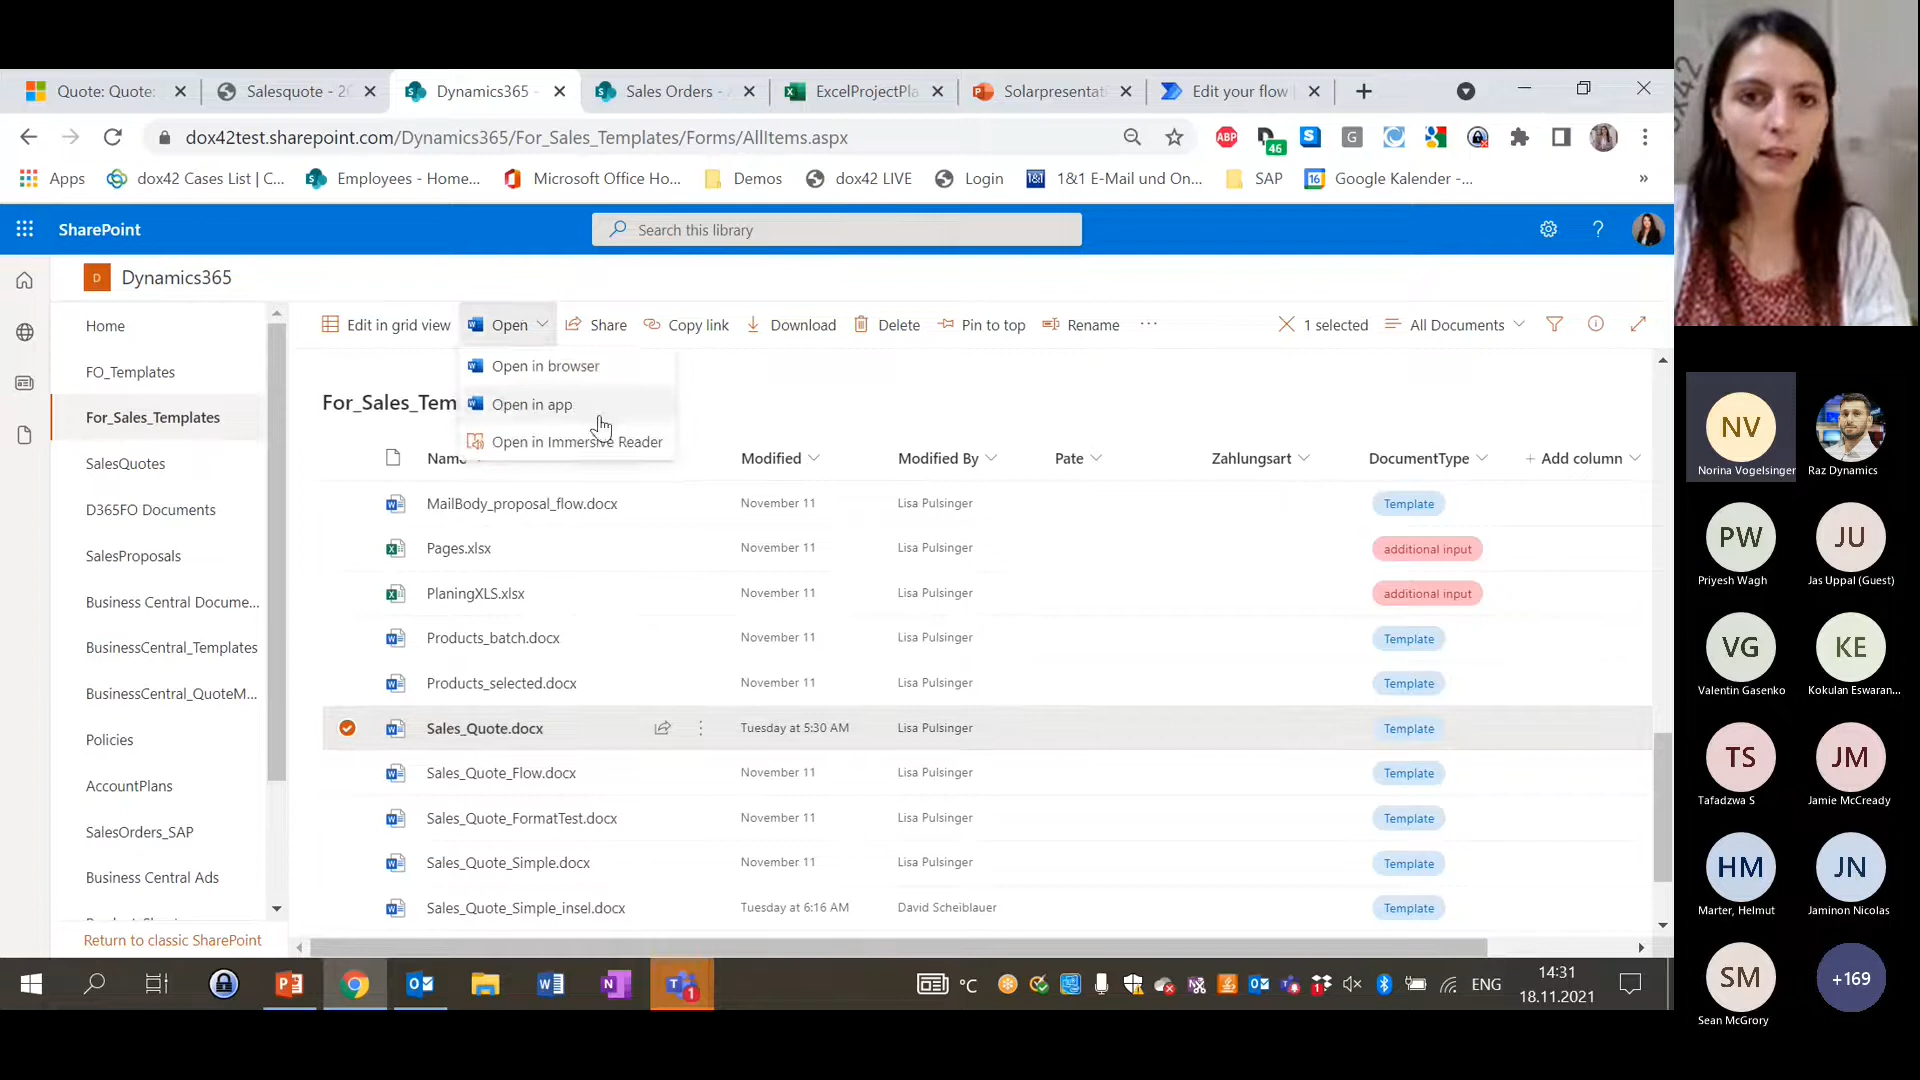 Quote: Quote:
Salesquote - 20
Dynamics365 -
Sales Orders -
ExcelProjectPla
Solarpresentat
Edit your flow
dox42test.sharepoint.com/Dynamics365/For_Sales_Templates/Forms/AllItems.aspx
ABP
46
Apps
dox42 Cases List | C...
Employees - Home...
Microsoft Office Ho...
Demos
dox42 LIVE
Login
1&1
1&1 E-Mail und On...
SAP
16
Google Kalender -...
»
SharePoint
Search this library
D
Dynamics365
Home
FO_Templates
For_Sales_Templates
SalesQuotes
D365FO Documents
SalesProposals
Business Central Docume...
BusinessCentral_Templates
BusinessCentral_QuoteM...
Policies
AccountPlans
SalesOrders_SAP
Business Central Ads
Return to classic SharePoint
Edit in grid view
Open
Share
Copy link
Download
Delete
Pin to top
Rename
...
1 selected
All Documents
Open in browser
Open in app
Open in Immersive Reader
For_Sales_Tem
Name
Modified
Modified By
Pate
Zahlungsart
DocumentType
+ Add column
MailBody_proposal_flow.docx November 11 Lisa Pulsinger Template
Pages.xlsx November 11 Lisa Pulsinger additional input
PlaningXLS.xlsx November 11 Lisa Pulsinger additional input
Products_batch.docx November 11 Lisa Pulsinger Template
Products_selected.docx November 11 Lisa Pulsinger Template
Sales_Quote.docx Tuesday at 5:30 AM Lisa Pulsinger Template
Sales_Quote_Flow.docx November 11 Lisa Pulsinger Template
Sales_Quote_FormatTest.docx November 11 Lisa Pulsinger Template
Sales_Quote_Simple.docx November 11 Lisa Pulsinger Template
Sales_Quote_Simple_insel.docx Tuesday at 6:16 AM David Scheiblauer Template
°C
ENG
14:31
18.11.2021
dox42
NV
Norina Vogelsinger
Raz Dynamics
PW
Priyesh Wagh
JU
Jas Uppal (Guest)
VG
Valentin Gasenko
KE
Kokulan Eswaran...
TS
Tafadzwa S
JM
Jamie McCready
HM
Marter, Helmut
JN
Jaminon Nicolas
SM
Sean McGrory
+169